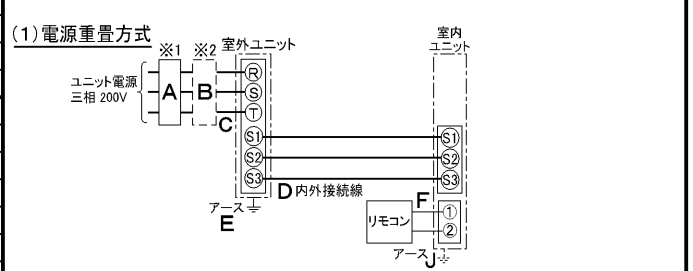 (1)電源重畳方式
※1 ※2 室外ユニット 室内ユニット
ユニット電源
三相 200V
A
B
C
R
S
T
S1
S2
S3
S1
S2
S3
D 内外接続線
アース
E
F
リモコン
①
②
アース J